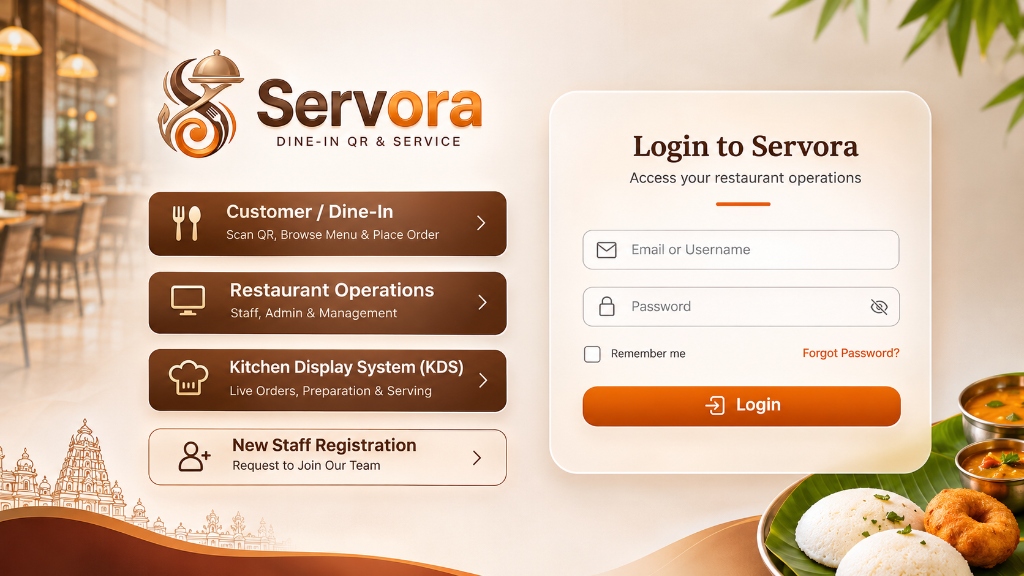 Servora
DINE-IN QR & SERVICE
Customer / Dine-In
Scan QR, Browse Menu & Place Order
Restaurant Operations
Staff, Admin & Management
Kitchen Display System (KDS)
Live Orders, Preparation & Serving
New Staff Registration
Request to Join Our Team
Login to Servora
Access your restaurant operations
Email or Username
Password
Remember me
Forgot Password?
Login